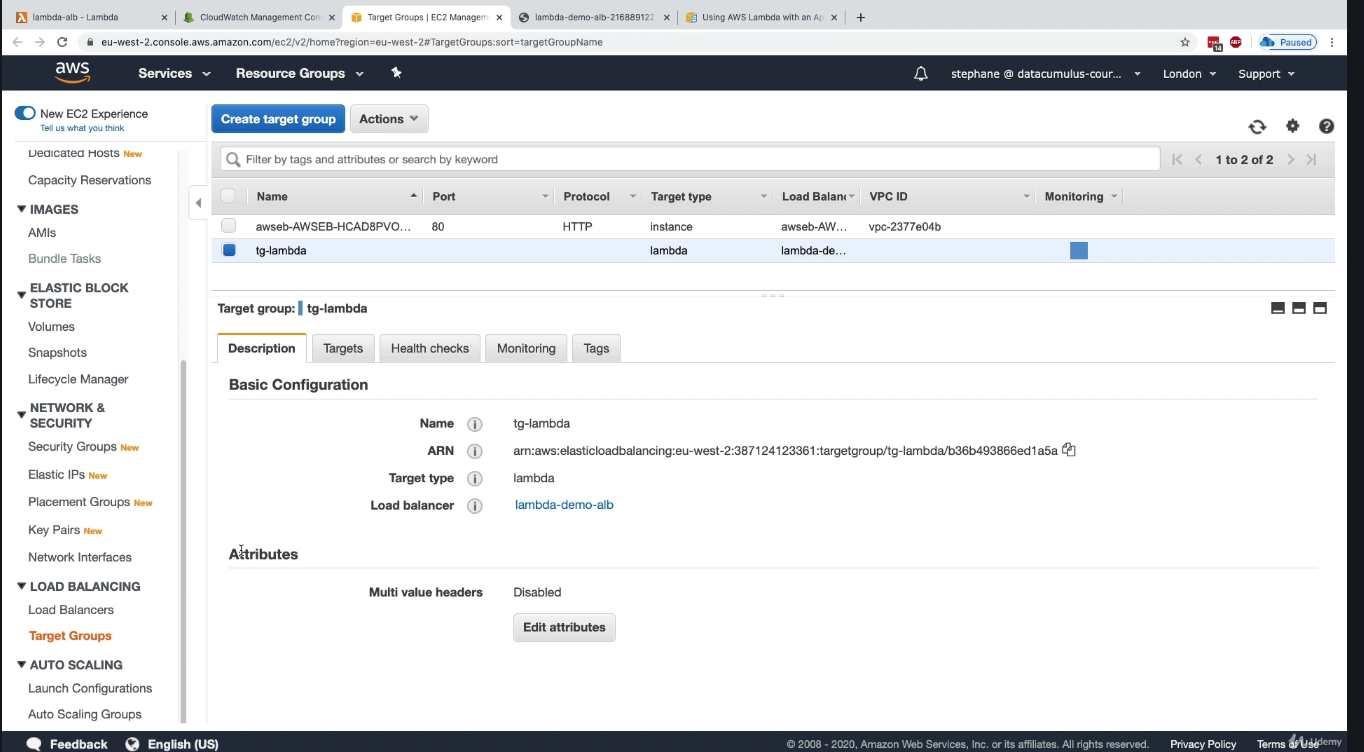 lambda-alb - Lambda
CloudWatch Management Con
Target Groups | EC2 Managem
lambda-demo-alb-216889122
Using AWS Lambda with an Ap
eu-west-2.console.aws.amazon.com/ec2/v2/home?region=eu-west-2#TargetGroups:sort=targetGroupName
14
ABP
Paused
aws
Services
Resource Groups
stephane @ datacumulus-cour...
London
Support
New EC2 Experience
Tell us what you think
Dedicated Hosts New
Capacity Reservations
IMAGES
AMIs
Bundle Tasks
ELASTIC BLOCK
STORE
Volumes
Snapshots
Lifecycle Manager
NETWORK &
SECURITY
Security Groups New
Elastic IPs New
Placement Groups New
Key Pairs New
Network Interfaces
LOAD BALANCING
Load Balancers
Target Groups
AUTO SCALING
Launch Configurations
Auto Scaling Groups
Create target group
Actions
Filter by tags and attributes or search by keyword
1 to 2 of 2
Name Port Protocol Target type Load Balan VPC ID Monitoring
awseb-AWSEB-HCAD8PVO... 80 HTTP instance awseb-AW... vpc-2377e04b
tg-lambda lambda lambda-de...
Target group: tg-lambda
Description Targets Health checks Monitoring Tags
Basic Configuration
Name tg-lambda
ARN arn:aws:elasticloadbalancing:eu-west-2:387124123361:targetgroup/tg-lambda/b36b493866ed1a5a
Target type lambda
Load balancer lambda-demo-alb
Attributes
Multi value headers Disabled
Edit attributes
Feedback
English (US)
© 2008 - 2020, Amazon Web Services, Inc. or its affiliates. All rights reserved.
Privacy Policy
Terms of Use
Udemy